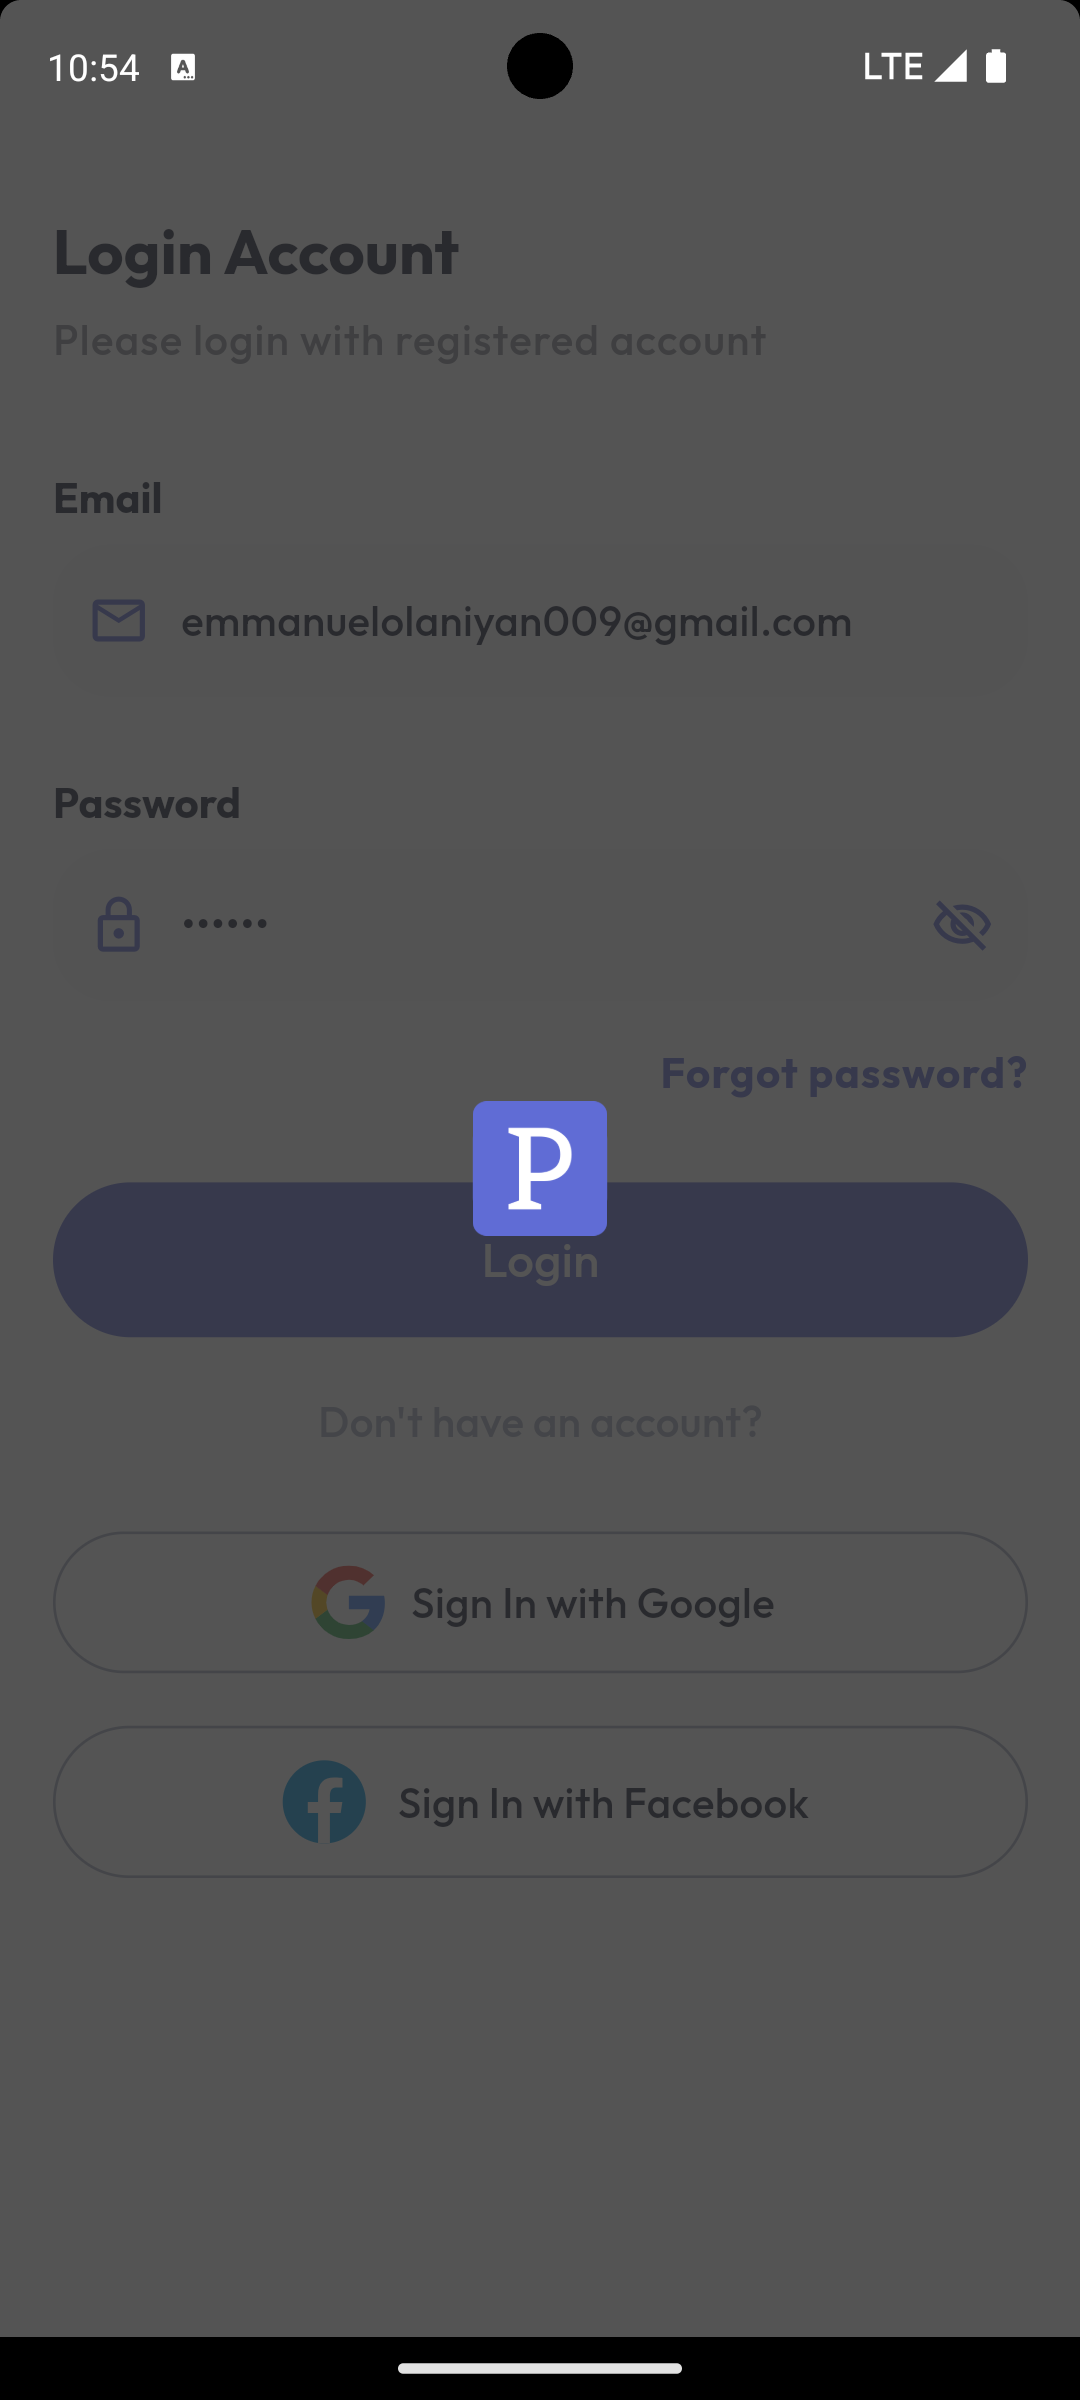 10:54
LTE
Login Account
Please login with registered account
Email
emmanuelolaniyan009@gmail.com
Password
••••••
Forgot password?
P
Login
Don't have an account?
Sign In with Google
Sign In with Facebook